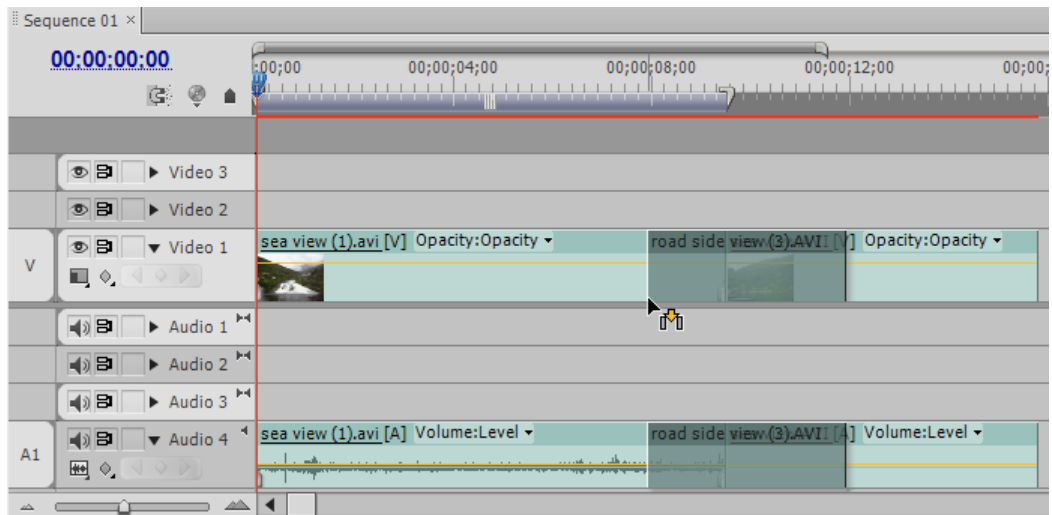 Sequence 01 ×
00;00;00;00
;00;00 00;00;04;00 00;00;08;00 00;00;12;00 00;00;
Video 3
Video 2
V Video 1 sea view (1).avi [V] Opacity:Opacity road side view (3).AVI [V] Opacity:Opacity
Audio 1
Audio 2
Audio 3
A1 Audio 4 sea view (1).avi [A] Volume:Level road side view (3).AVI [A] Volume:Level